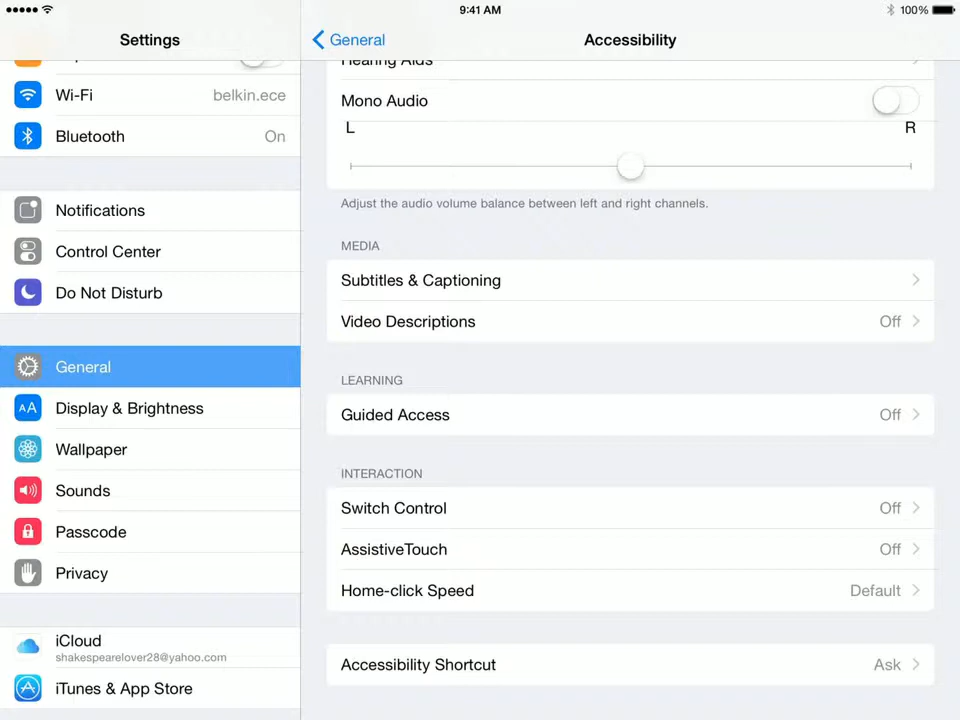 9:41 AM
100%
Settings
General
Accessibility
Hearing Aids
Wi-Fi
belkin.ece
Mono Audio
L
R
Bluetooth
On
Adjust the audio volume balance between left and right channels.
Notifications
Control Center
Do Not Disturb
MEDIA
Subtitles & Captioning
Video Descriptions
Off
General
AA
Display & Brightness
Wallpaper
Sounds
Passcode
Privacy
LEARNING
Guided Access
Off
INTERACTION
Switch Control
Off
AssistiveTouch
Off
Home-click Speed
Default
iCloud
shakespearelover28@yahoo.com
iTunes & App Store
Accessibility Shortcut
Ask